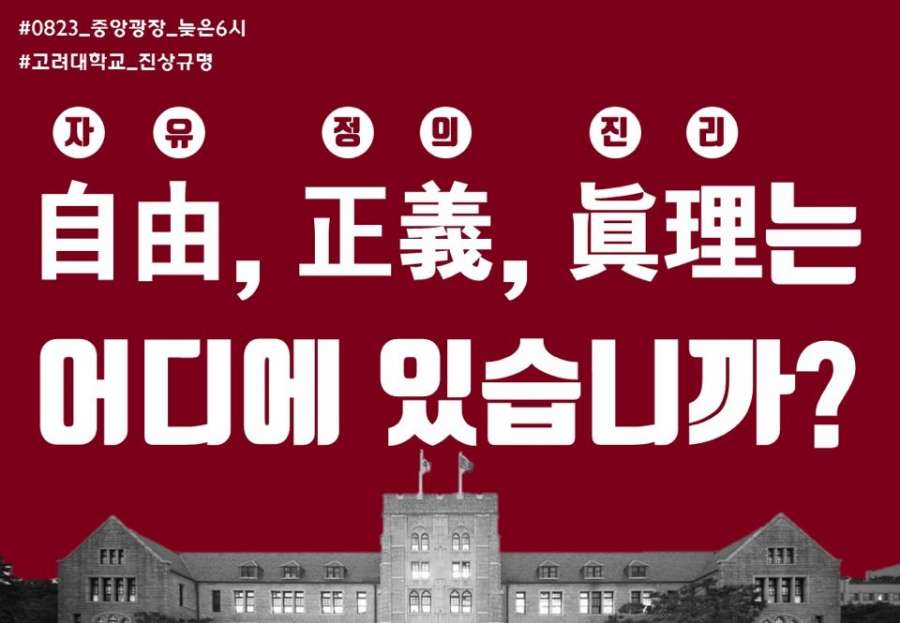 #0823_중앙광장_늦은6시
#고려대학교_진상규명
자 유 정 의 진 리
自由, 正義, 眞理는
어디에 있습니까?